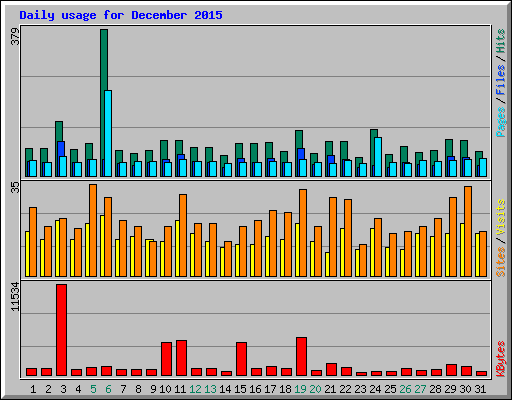 Daily usage for December 2015
379
Pages / Files / Hits
35
Sites / Visits
11534
KBytes
1 2 3 4 5 6 7 8 9 10 11 12 13 14 15 16 17 18 19 20 21 22 23 24 25 26 27 28 29 30 31